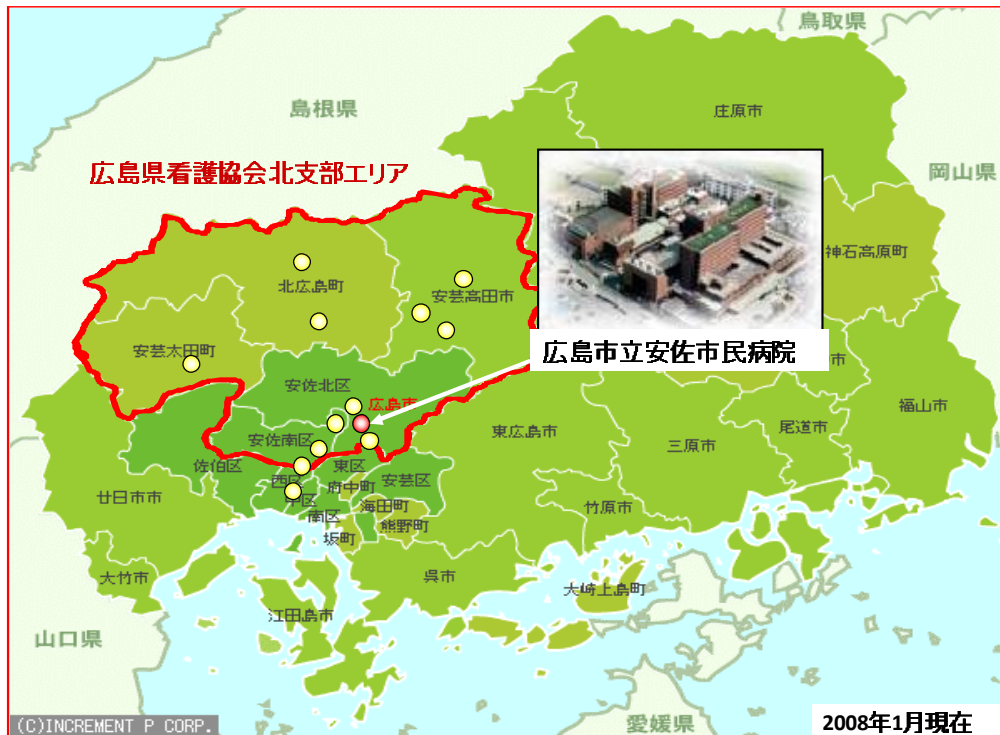 鳥取県
島根県
庄原市
広島県看護協会北支部エリア
岡山県
神石高原町
北広島町
安芸高田市
安芸太田町
広島市立安佐市民病院
市
安佐北区
広島市
福山市
安佐南区
東広島市
三原市
尾道市
佐伯区
西区
東区
安芸区
府中町
廿日市市
中区
海田町
竹原市
南区
熊野町
坂町
大竹市
呉市
大崎上島町
江田島市
山口県
(C)INCREMENT P CORP.
愛媛県
2008年1月現在